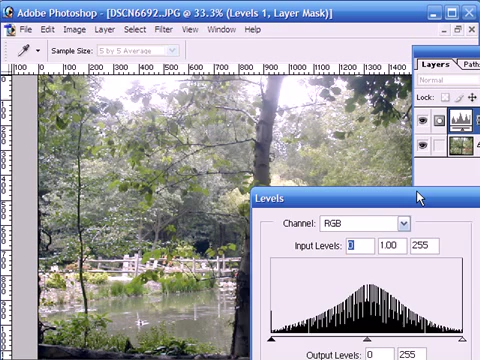 Adobe Photoshop - [DSCN6692.JPG @ 33.3% (Levels 1, Layer Mask)]
File Edit Image Layer Select Filter View Window Help
Sample Size: 5 by 5 Average
100 0 100 200 300 400 500 600 700 800 900 1000 1100 1200 1300 1400
Layers Paths
Normal
Lock:
Levels
Channel: RGB
Input Levels: 0 1.00 255
Output Levels: 0 255